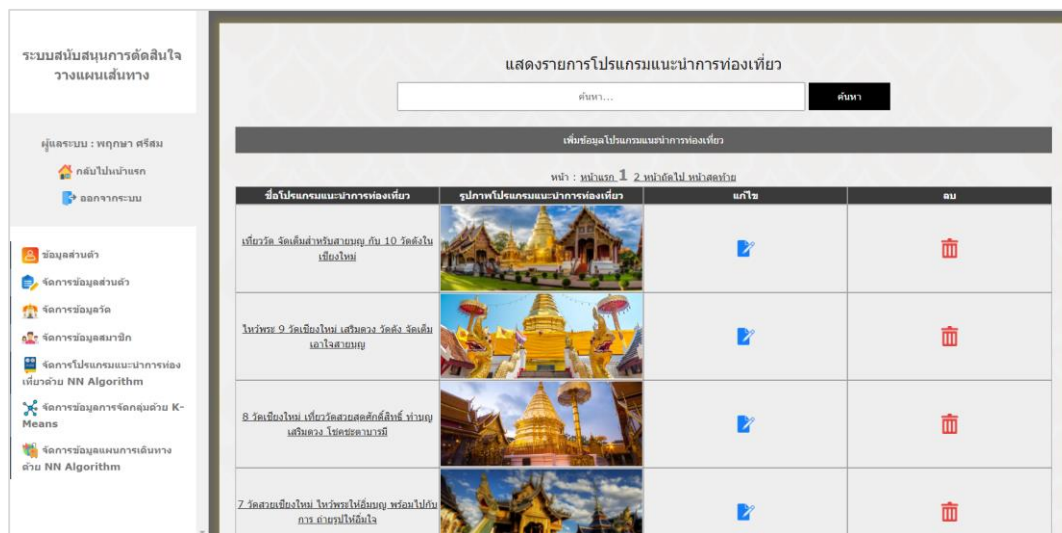 ระบบสนับสนุนการตัดสินใจ
วางแผนเส้นทาง
ผู้แลระบบ : พฤกษา ศรีสม
กลับไปหน้าแรก
ออกจากระบบ
ข้อมูลส่วนตัว
จัดการข้อมูลส่วนตัว
จัดการข้อมูลวัด
จัดการข้อมูลสมาชิก
จัดการโปรแกรมแนะนำการท่อง
เที่ยวด้วย NN Algorithm
จัดการข้อมูลการจัดกลุ่มด้วย K-
Means
จัดการข้อมูลแผนการเดินทาง
ด้วย NN Algorithm
แสดงรายการโปรแกรมแนะนำการท่องเที่ยว
ค้นหา...
ค้นหา
เพิ่มข้อมูลโปรแกรมแนะนำการท่องเที่ยว
หน้า : หน้าแรก 1 2 หน้าถัดไป หน้าสุดท้าย
ชื่อโปรแกรมแนะนำการท่องเที่ยว รูปภาพโปรแกรมแนะนำการท่องเที่ยว แก้ไข ลบ
เที่ยววัด จัดเต็มสำหรับสายบุญ กับ 10 วัดดังใน
เชียงใหม่
ไหว้พระ 9 วัดเชียงใหม่ เสริมดวง วัดดัง จัดเต็ม
เอาใจสายบุญ
8 วัดเชียงใหม่ เที่ยววัดสวยสุดศักดิ์สิทธิ์ ทำบุญ
เสริมดวง โชคชะตาบารมี
7 วัดสวยเชียงใหม่ ไหว้พระให้อิ่มบุญ พร้อมไปกับ
การ ถ่ายรูปให้อิ่มใจ